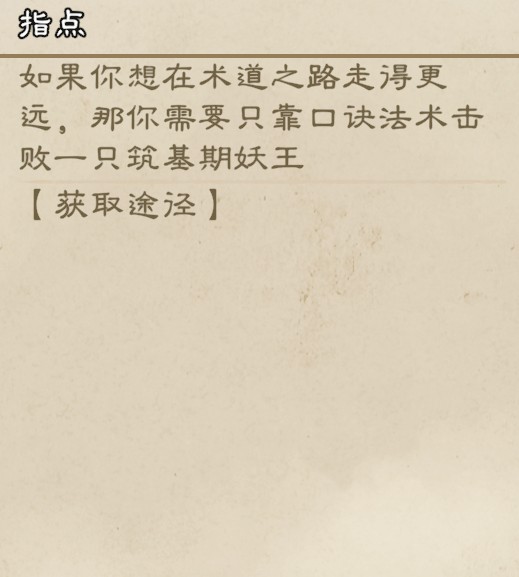 指点
如果你想在术道之路走得更
远，那你需要只靠口诀法术击
败一只筑基期妖王
【获取途径】